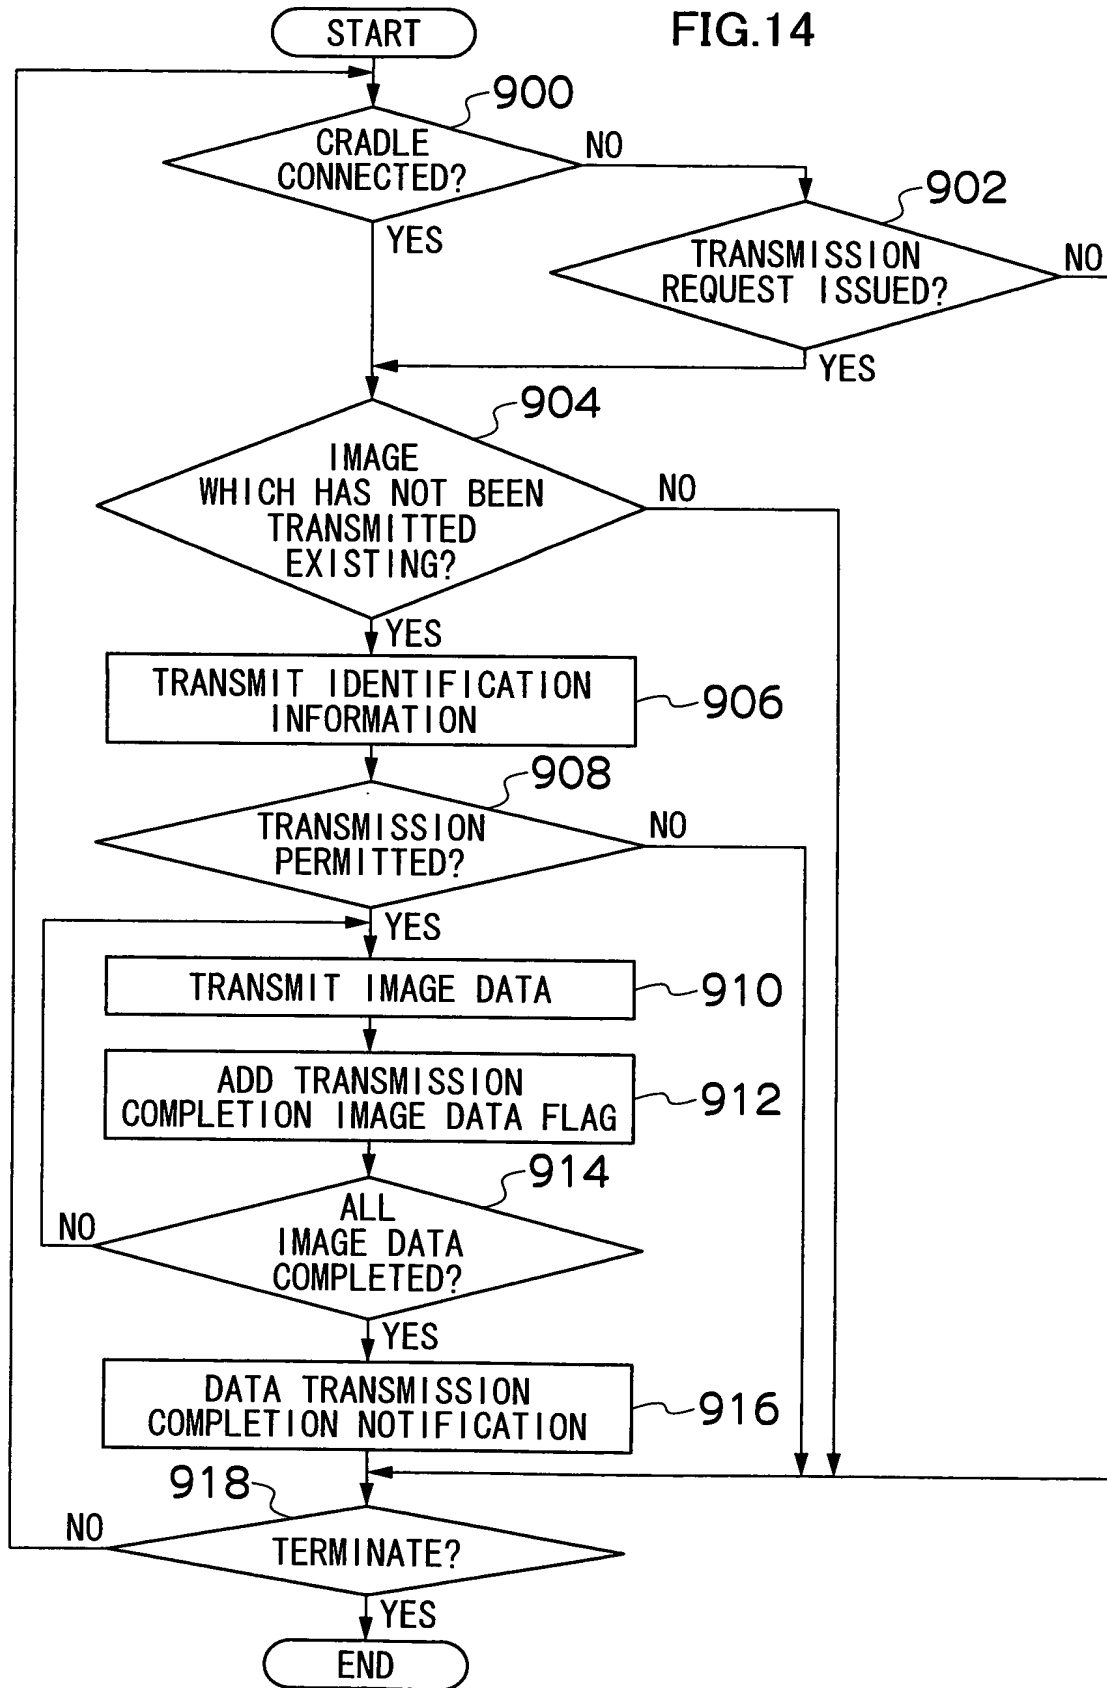 FIG.14
START
900
CRADLE
CONNECTED?
NO
YES
902
TRANSMISSION
REQUEST ISSUED?
NO
YES
904
IMAGE
WHICH HAS NOT BEEN
TRANSMITTED
EXISTING?
NO
YES
TRANSMIT IDENTIFICATION
INFORMATION
906
908
TRANSMISSION
PERMITTED?
NO
YES
TRANSMIT IMAGE DATA
910
ADD TRANSMISSION
COMPLETION IMAGE DATA FLAG
912
914
ALL
IMAGE DATA
COMPLETED?
NO
YES
DATA TRANSMISSION
COMPLETION NOTIFICATION
916
918
TERMINATE?
NO
YES
END